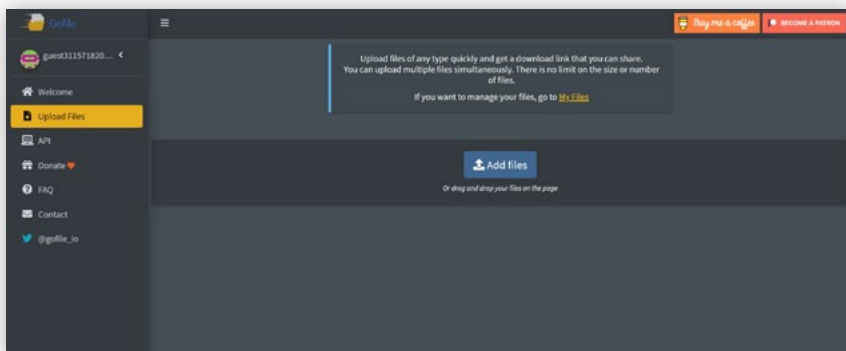 Gofile
Buy me a coffee
BECOME A PATRON
guest311571820...
Upload files of any type quickly and get a download link that you can share.
You can upload multiple files simultaneously. There is no limit on the size or number
of files.
If you want to manage your files, go to My Files
Welcome
Upload Files
API
Donate
FAQ
Contact
@gofile_io
Add files
Or drag and drop your files on the page